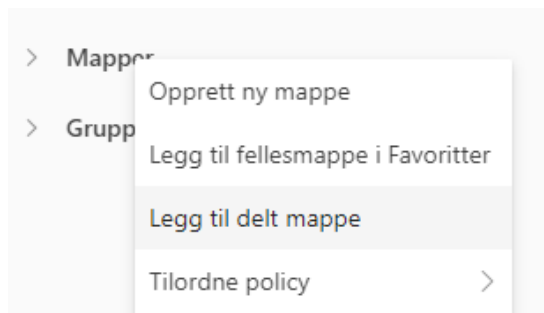 Mapper
Opprett ny mappe
Grupp
Legg til fellesmappe i Favoritter
Legg til delt mappe
Tilordne policy